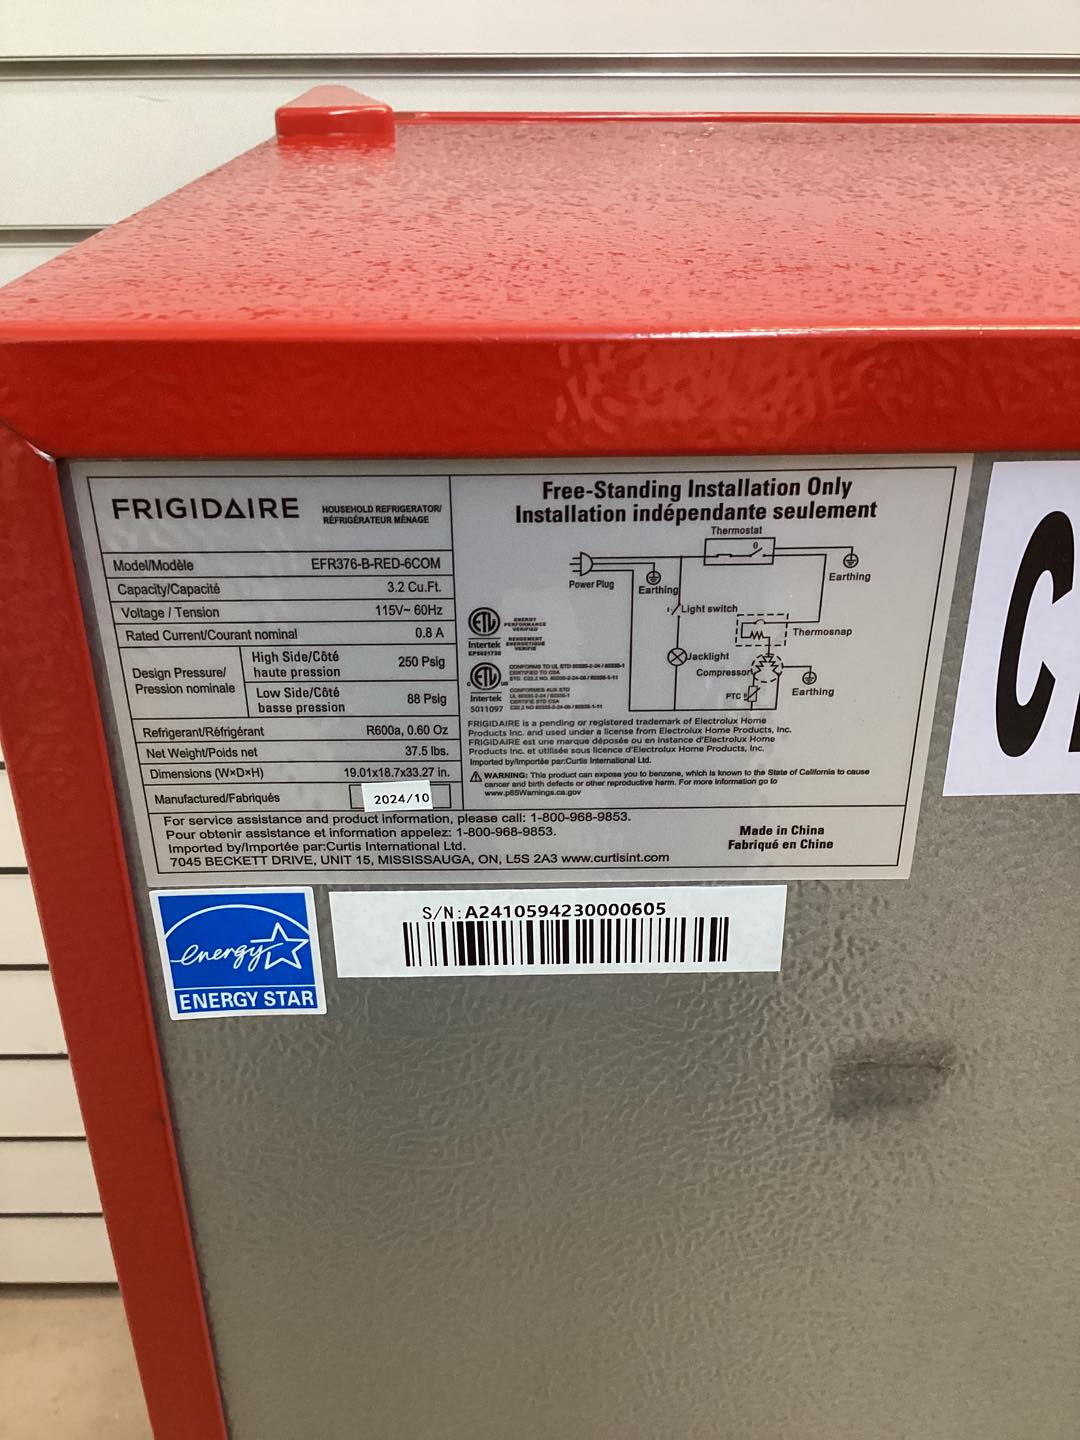 FRIGIDAIRE
HOUSEHOLD REFRIGERATOR/
RÉFRIGÉRATEUR MÉNAGE
Model/Modèle EFR376-B-RED-6COM
Capacity/Capacité 3.2 Cu.Ft.
Voltage / Tension 115V~ 60Hz
Rated Current/Courant nominal 0.8 A
Design Pressure/
Pression nominale
High Side/Côté
haute pression
250 Psig
Low Side/Côté
basse pression
88 Psig
Refrigerant/Réfrigérant R600a, 0.60 Oz
Net Weight/Poids net 37.5 lbs.
Dimensions (W×D×H) 19.01x18.7x33.27 in.
Manufactured/Fabriqués 2024/10
Free-Standing Installation Only
Installation indépendante seulement
Thermostat
θ
Power Plug
Earthing
Earthing
Light switch
Thermosnap
Jacklight
Compressor
Earthing
PTC
ETL
Intertek
ENERGY
PERFORMANCE
VERIFIED
RENDEMENT
ÉNERGÉTIQUE
VÉRIFIÉ
C ETL US
Intertek
5011097
FRIGIDAIRE is a pending or registered trademark of Electrolux Home
Products Inc. and used under a license from Electrolux Home Products, Inc.
FRIGIDAIRE est une marque déposée ou en instance d'Electrolux Home
Products Inc. et utilisée sous licence d'Electrolux Home Products, Inc.
Imported by/Importée par:Curtis International Ltd.
WARNING: This product can expose you to benzene, which is known to the State of California to cause
cancer and birth defects or other reproductive harm. For more information go to
www.p65Warnings.ca.gov
For service assistance and product information, please call: 1-800-968-9853.
Pour obtenir assistance et information appelez: 1-800-968-9853.
Imported by/Importée par:Curtis International Ltd.
7045 BECKETT DRIVE, UNIT 15, MISSISSAUGA, ON, L5S 2A3 www.curtisint.com
Made in China
Fabriqué en Chine
energy
ENERGY STAR
S/N:A2410594230000605